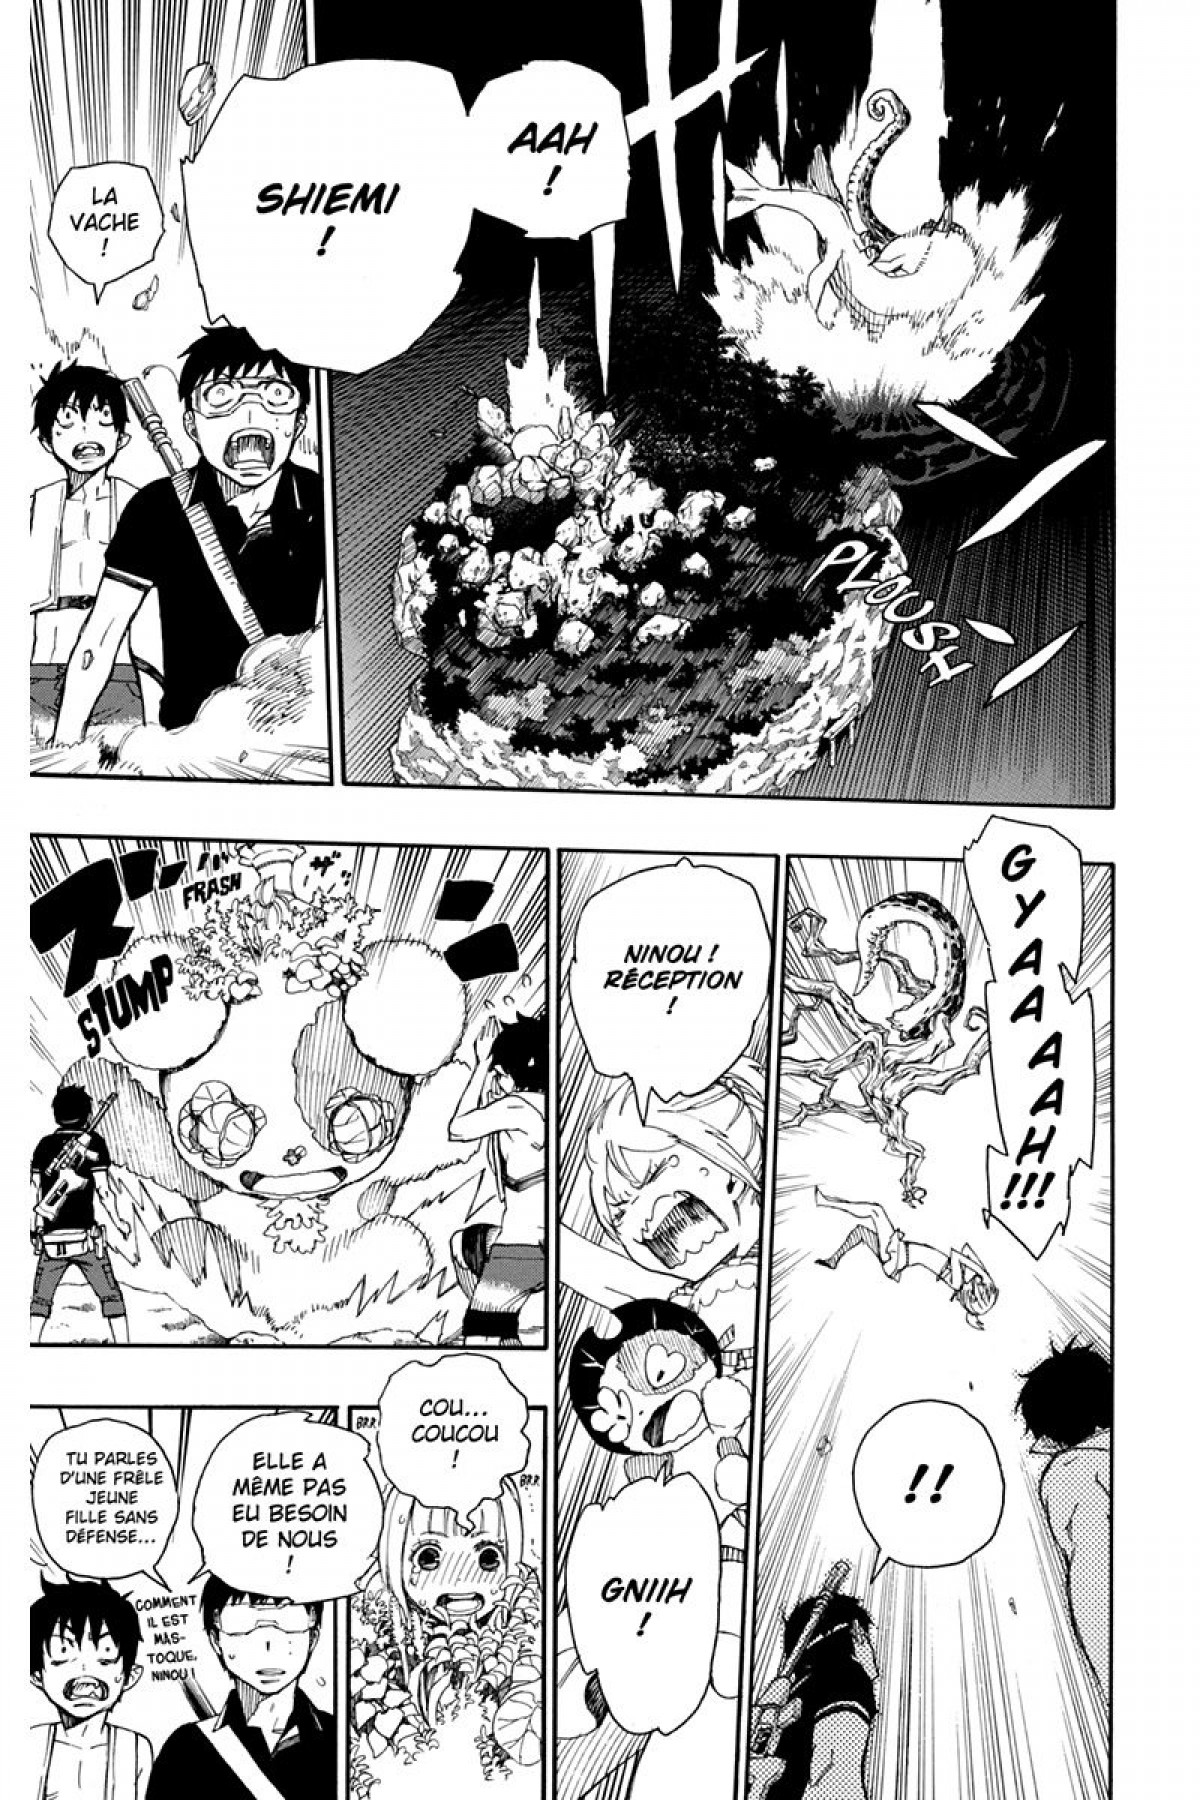 AAH
!
SHIEMI
!
LA
VACHE
!
PLOUSH
GYAAAAAH!!!
!!
NINOU !
RÉCEPTION
!
GNIIH
!
FRASH
STUMP
COU...
COUCOU
!
BRR
BRR
ELLE A
MÊME PAS
EU BESOIN
DE NOUS
!
TU PARLES
D'UNE FRÊLE
JEUNE
FILLE SANS
DÉFENSE...
COMMENT
IL EST
MAS-
TOQUE,
NINOU !